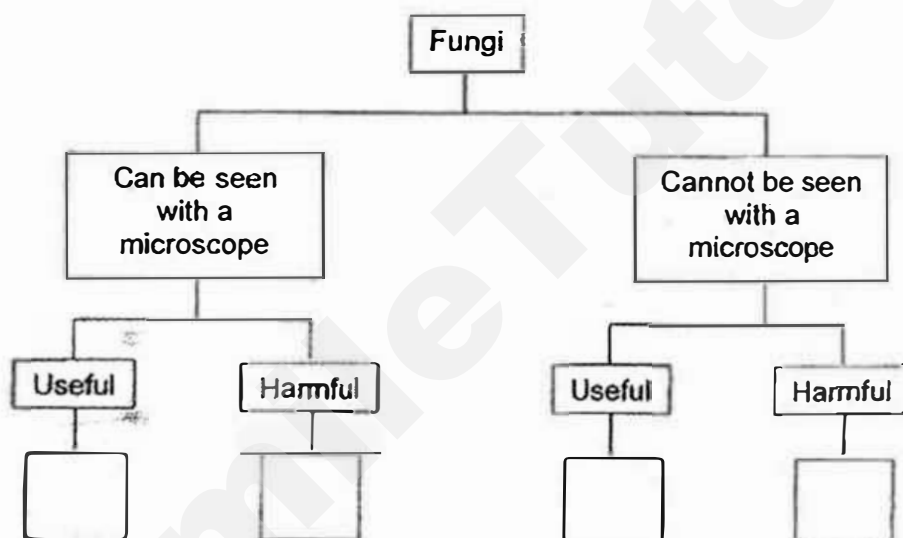 Fungi
Can be seen
with a
microscope
Cannot be seen
with a
microscope
Useful
Harmful
Useful
Harmful